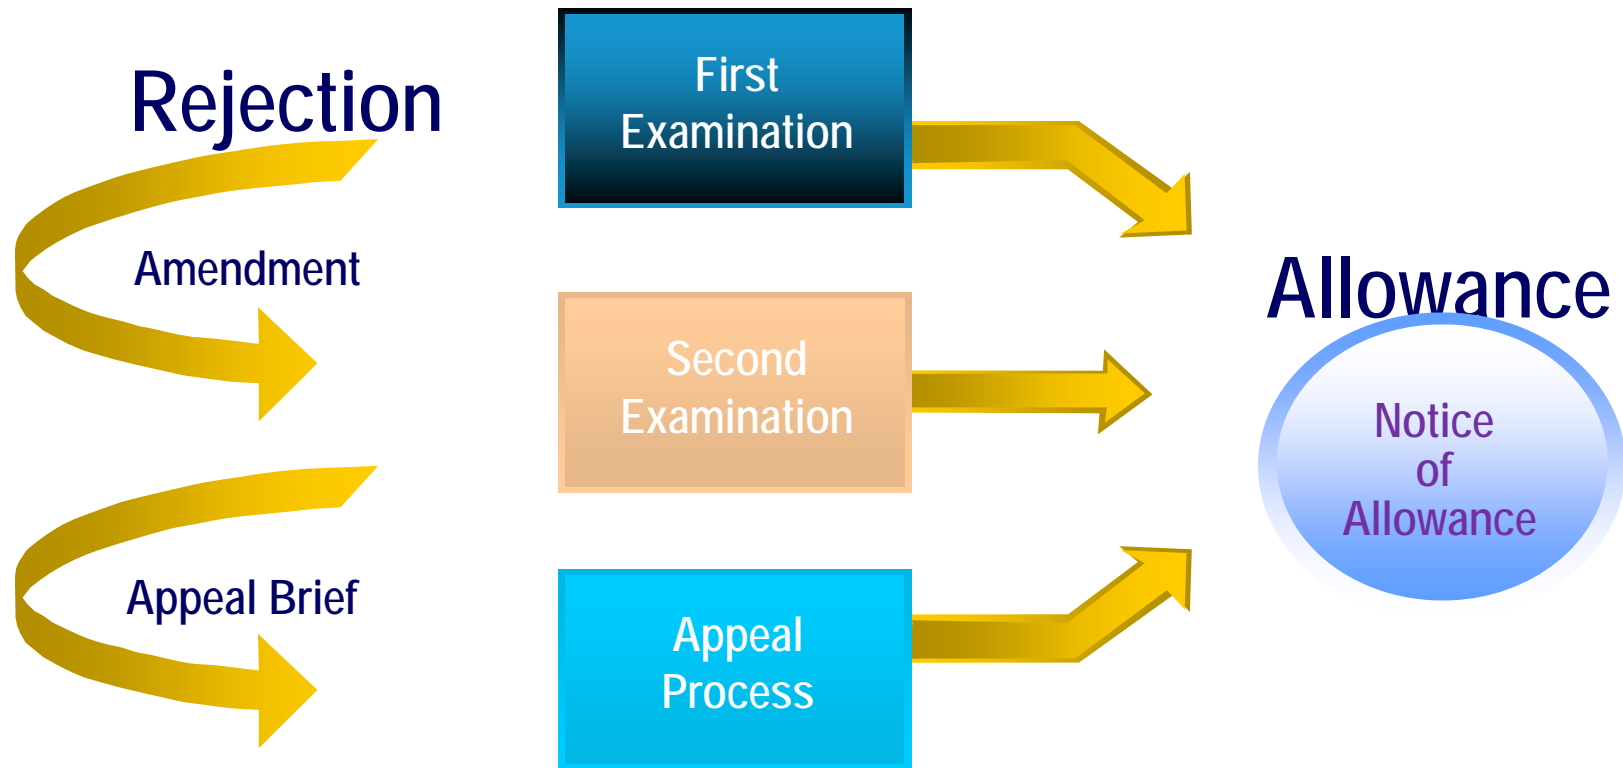 Rejection
First
Examination
Amendment
Allowance
Second
Examination
Notice
of
Allowance
Appeal Brief
Appeal
Process